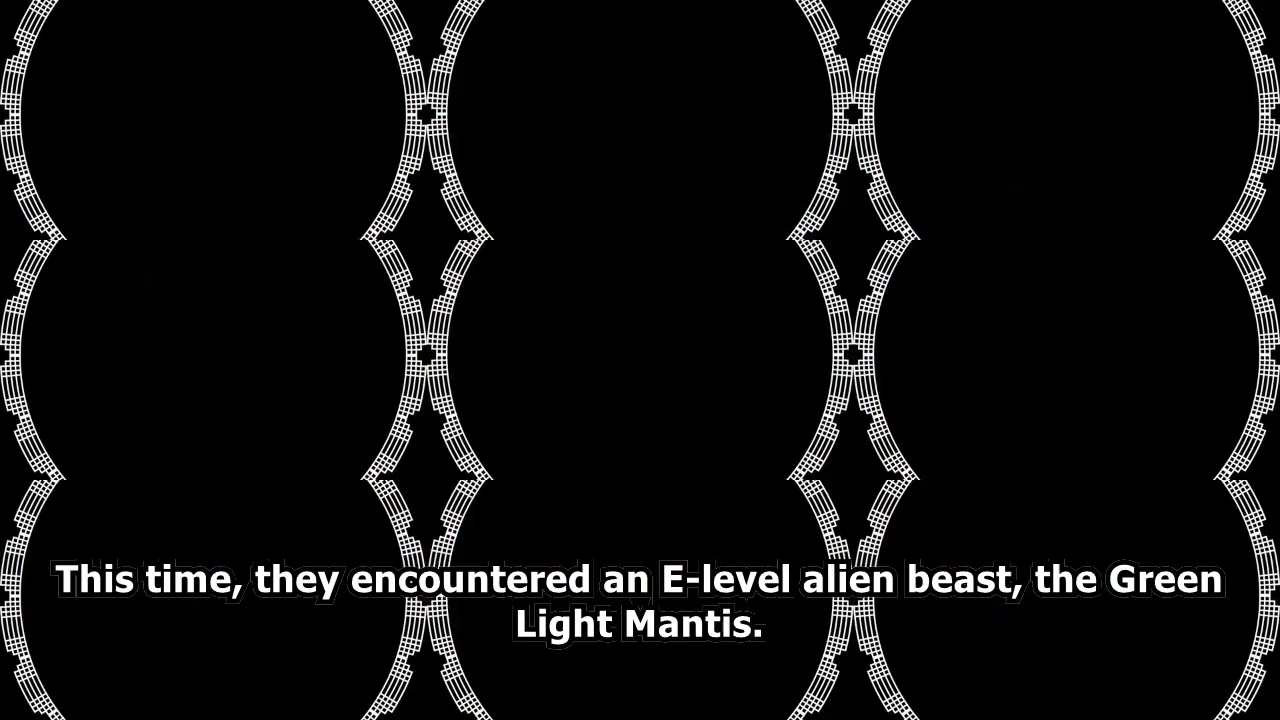 This time, they encountered an E-level alien beast, the Green
Light Mantis.